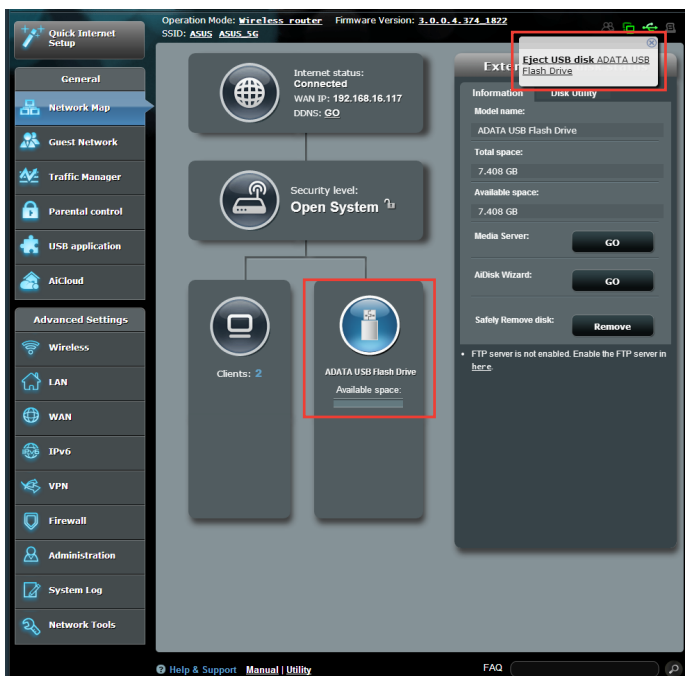 Quick Internet
Setup
Operation Mode: Wireless router Firmware Version: 3.0.0.4.374_1822
SSID: ASUS ASUS_5G
General
Network Map
Guest Network
Traffic Manager
Parental control
USB application
AiCloud
Advanced Settings
Wireless
LAN
WAN
IPv6
VPN
Firewall
Administration
System Log
Network Tools
Internet status:
Connected
WAN IP: 192.168.16.117
DDNS: GO
Security level:
Open System
Clients: 2
ADATA USB Flash Drive
Available space:
Eject USB disk ADATA USB
Flash Drive
Exter
Information Disk Utility
Model name:
ADATA USB Flash Drive
Total space:
7.408 GB
Available space:
7.408 GB
Media Server: GO
AiDisk Wizard: GO
Safely Remove disk: Remove
• FTP server is not enabled. Enable the FTP server in
here.
Help & Support Manual | Utility FAQ